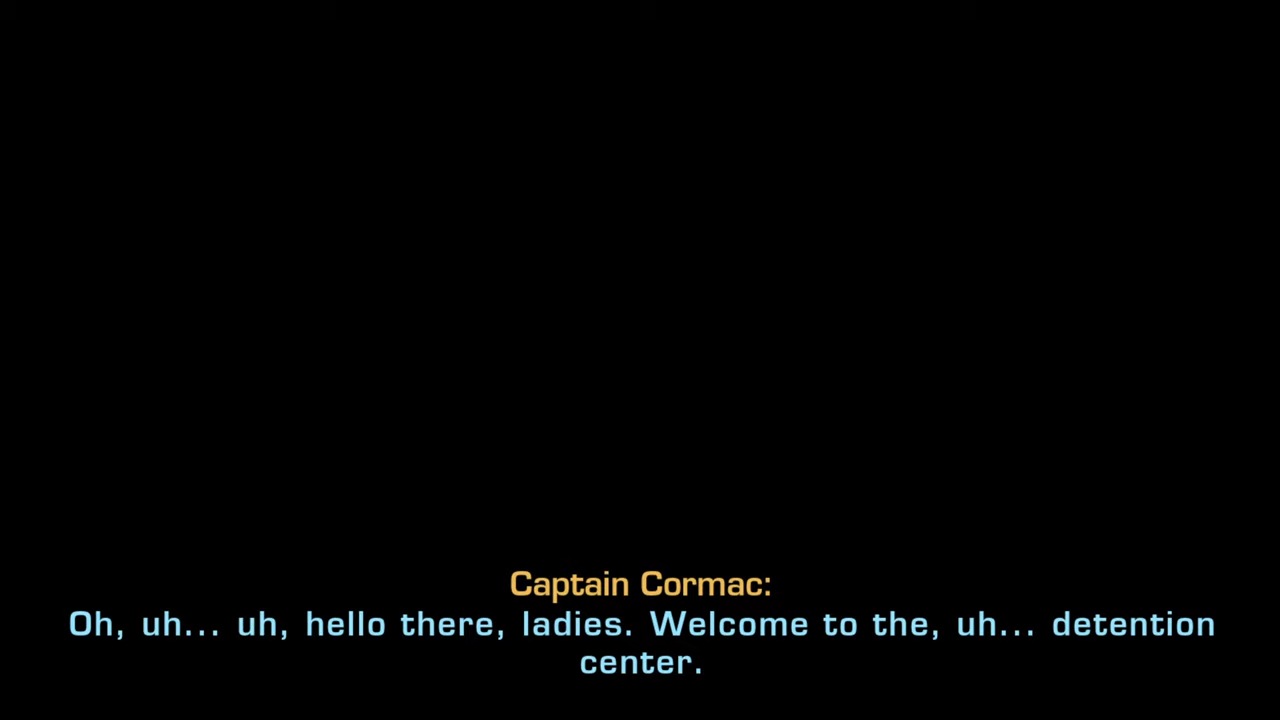 Captain Cormac:
Oh, uh... uh, hello there, ladies. Welcome to the, uh... detention
center.